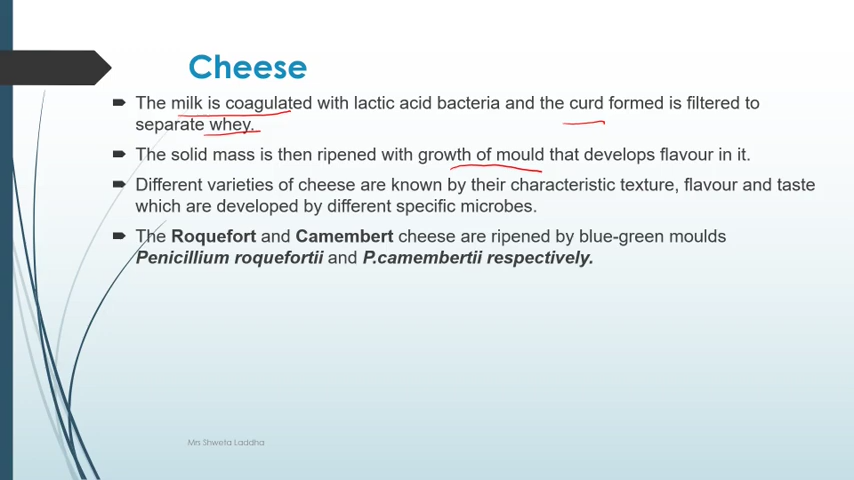 Cheese
The milk is coagulated with lactic acid bacteria and the curd formed is filtered to
separate whey.
The solid mass is then ripened with growth of mould that develops flavour in it.
Different varieties of cheese are known by their characteristic texture, flavour and taste
which are developed by different specific microbes.
The Roquefort and Camembert cheese are ripened by blue-green moulds
Penicillium roquefortii and P.camembertii respectively.
Mrs Shweta Laddha